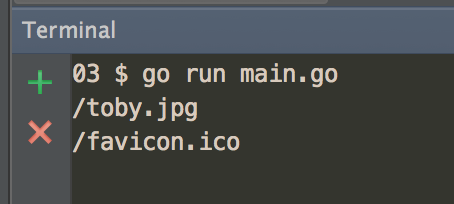 Terminal
03 $ go run main.go
/toby.jpg
/favicon.ico